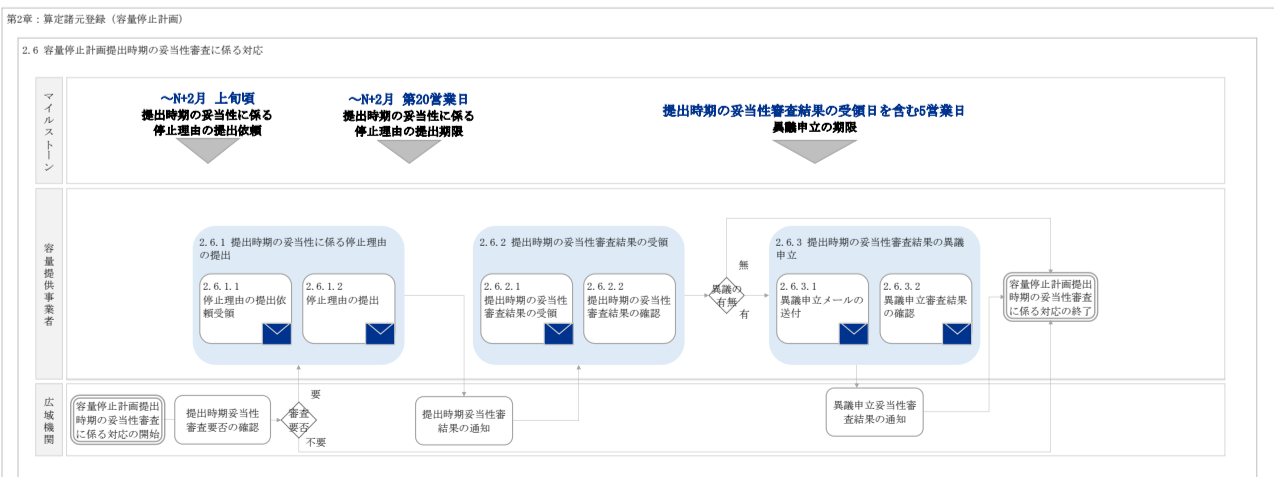 第2章：算定諸元登録（容量停止計画）
2.6 容量停止計画提出時期の妥当性審査に係る対応
マイルストーン
～N+2月 上旬頃
提出時期の妥当性に係る
停止理由の提出依頼
～N+2月 第20営業日
提出時期の妥当性に係る
停止理由の提出期限
提出時期の妥当性審査結果の受領日を含む5営業日
異議申立の期限
容量提供事業者
2.6.1 提出時期の妥当性に係る停止理由
の提出
2.6.1.1
停止理由の提出依
頼受領
2.6.1.2
停止理由の提出
2.6.2 提出時期の妥当性審査結果の受領
2.6.2.1
提出時期の妥当性
審査結果の受領
2.6.2.2
提出時期の妥当性
審査結果の確認
異議の
有無
無
有
2.6.3 提出時期の妥当性審査結果の異議
申立
2.6.3.1
異議申立メールの
送付
2.6.3.2
異議申立審査結果
の確認
容量停止計画提出
時期の妥当性審査
に係る対応の終了
広域機関
容量停止計画提出
時期の妥当性審査
に係る対応の開始
提出時期妥当性
審査要否の確認
審査
要否
要
不要
提出時期妥当性審
査結果の通知
異議申立妥当性審
査結果の通知